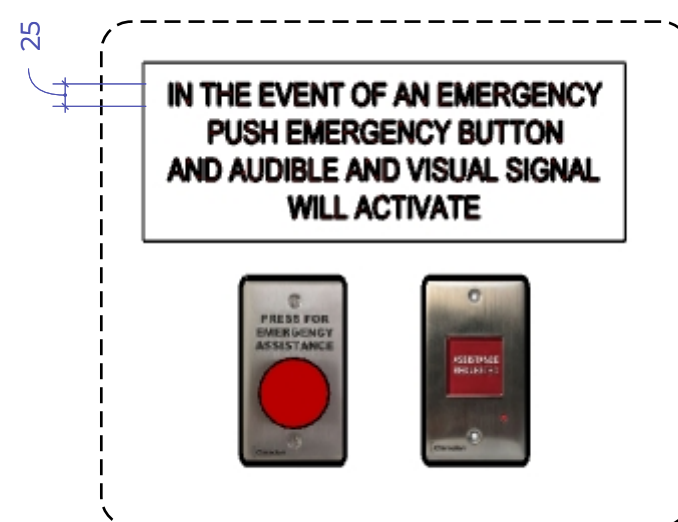 25
IN THE EVENT OF AN EMERGENCY
PUSH EMERGENCY BUTTON
AND AUDIBLE AND VISUAL SIGNAL
WILL ACTIVATE
PRESS FOR
EMERGENCY
ASSISTANCE
ASSISTANCE